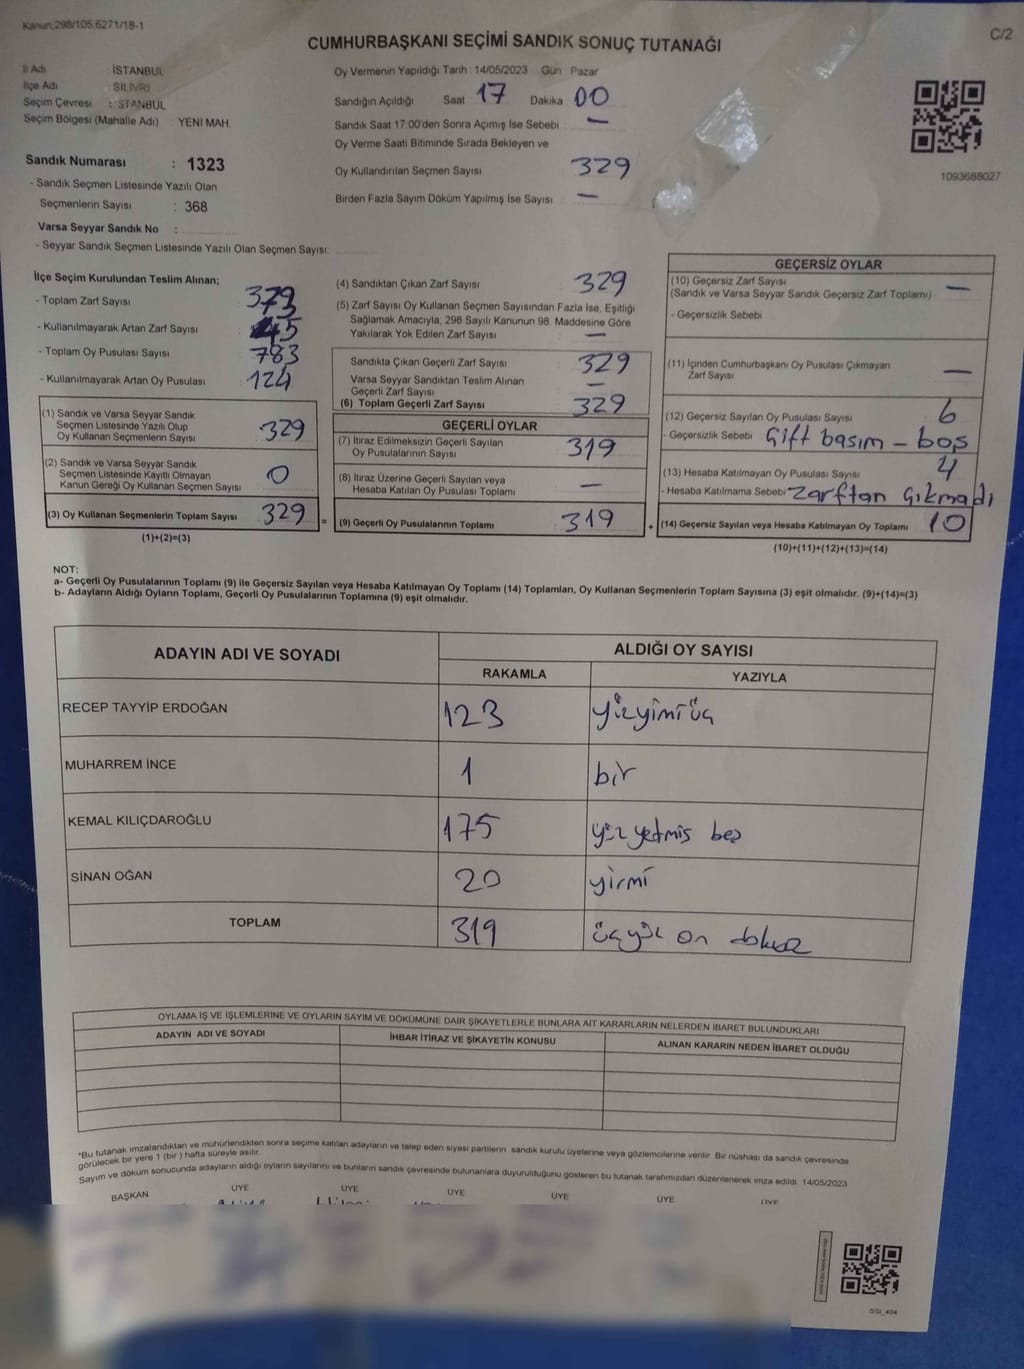 Kanun.298/105,6271/18-1
C/2
CUMHURBAŞKANI SEÇİMİ SANDIK SONUÇ TUTANAĞI
İl Adı : İSTANBUL
İlçe Adı SİLİVRİ
Seçim Çevresi : İSTANBUL
Seçim Bölgesi (Mahalle Adı) : YENİ MAH.
Sandık Numarası : 1323
- Sandık Seçmen Listesinde Yazılı Olan
Seçmenlerin Sayısı : 368
Varsa Seyyar Sandık No :
- Seyyar Sandık Seçmen Listesinde Yazılı Olan Seçmen Sayısı:
Oy Vermenin Yapıldığı Tarih : 14/05/2023 Gün Pazar
Sandığın Açıldığı Saat 17 Dakika 00
Sandık Saat 17:00'den Sonra Açımış İse Sebebi : —
Oy Verme Saati Bitiminde Sırada Bekleyen ve
Oy Kullandırılan Seçmen Sayısı 329
Birden Fazla Sayım Döküm Yapılmış İse Sayısı —
1093688027
İlçe Seçim Kurulundan Teslim Alınan;
- Toplam Zarf Sayısı
- Kullanılmayarak Artan Zarf Sayısı
- Toplam Oy Pusulası Sayısı 783
- Kullanılmayarak Artan Oy Pusulası 124
(1) Sandık ve Varsa Seyyar Sandık
Seçmen Listesinde Yazılı Olup
Oy Kullanan Seçmenlerin Sayısı 329
(2) Sandık ve Varsa Seyyar Sandık
Seçmen Listesinde Kayıtlı Olmayan
Kanun Gereği Oy Kullanan Seçmen Sayısı 0
(3) Oy Kullanan Seçmenlerin Toplam Sayısı 329 =
(1)+(2)=(3)
(4) Sandıktan Çıkan Zarf Sayısı 329
(5) Zarf Sayısı Oy Kullanan Seçmen Sayısından Fazla İse, Eşitliği
Sağlamak Amacıyla; 298 Sayılı Kanunun 98. Maddesine Göre
Yakılarak Yok Edilen Zarf Sayısı —
Sandıkta Çıkan Geçerli Zarf Sayısı 329
Varsa Seyyar Sandıktan Teslim Alınan
Geçerli Zarf Sayısı —
(6) Toplam Geçerli Zarf Sayısı 329
GEÇERLİ OYLAR
(7) İtiraz Edilmeksizin Geçerli Sayılan
Oy Pusulalarının Sayısı 319
(8) İtiraz Üzerine Geçerli Sayılan veya
Hesaba Katılan Oy Pusulası Toplamı —
(9) Geçerli Oy Pusulalarının Toplamı 319 +
GEÇERSİZ OYLAR
(10) Geçersiz Zarf Sayısı —
(Sandık ve Varsa Seyyar Sandık Geçersiz Zarf Toplamı)
- Geçersizlik Sebebi
(11) İçinden Cumhurbaşkanı Oy Pusulası Çıkmayan
Zarf Sayısı —
(12) Geçersiz Sayılan Oy Pusulası Sayısı 6
- Geçersizlik Sebebi Çift basım - boş
(13) Hesaba Katılmayan Oy Pusulası Sayısı 4
- Hesaba Katılmama Sebebi Zarftan Çıkmadı
(14) Geçersiz Sayılan veya Hesaba Katılmayan Oy Toplamı 10
(10)+(11)+(12)+(13)=(14)
NOT:
a- Geçerli Oy Pusulalarının Toplamı (9) ile Geçersiz Sayılan veya Hesaba Katılmayan Oy Toplamı (14) Toplamları, Oy Kullanan Seçmenlerin Toplam Sayısına (3) eşit olmalıdır. (9)+(14)=(3)
b- Adayların Aldığı Oyların Toplamı, Geçerli Oy Pusulalarının Toplamına (9) eşit olmalıdır.
ADAYIN ADI VE SOYADI
ALDIĞI OY SAYISI
RAKAMLA YAZIYLA
RECEP TAYYİP ERDOĞAN 123 yüzyimi üç
MUHARREM İNCE 1 bir
KEMAL KILIÇDAROĞLU 175 yüz yetmiş beş
SİNAN OĞAN 20 yirmi
TOPLAM 319 üçyüz on dokuz
OYLAMA İŞ VE İŞLEMLERİNE VE OYLARIN SAYIM VE DÖKÜMÜNE DAİR ŞİKAYETLERLE BUNLARA AİT KARARLARIN NELERDEN İBARET BULUNDUKLARI
ADAYIN ADI VE SOYADI İHBAR İTİRAZ VE ŞİKAYETİN KONUSU ALINAN KARARIN NEDEN İBARET OLDUĞU
*Bu tutanak imzalandıktan ve mühürlendikten sonra seçime katılan adayların ve talep eden siyasi partilerin sandık kurulu üyelerine veya gözlemcilerine verilir. Bir nüshası da sandık çevresinde
görülecek bir yere 1 (bir ) hafta süreyle asılır.
Sayım ve döküm sonucunda adayların aldığı oyların sayılarını ve bunların sandık çevresinde bulunanlara duyurulduğunu gösteren bu tutanak tarafımızdan düzenlenerek imza edildi. 14/05/2023
BAŞKAN ÜYE ÜYE ÜYE ÜYE ÜYE ÜYE